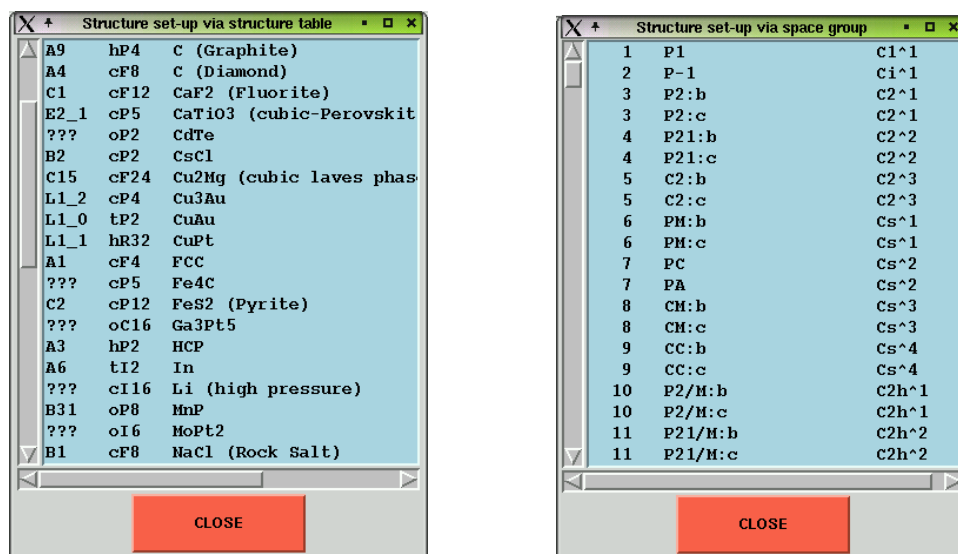 Structure set-up via structure table
A9 hP4 C (Graphite)
A4 cF8 C (Diamond)
C1 cF12 CaF2 (Fluorite)
E2_1 cP5 CaTiO3 (cubic-Perovskit
??? oP2 CdTe
B2 cP2 CsCl
C15 cF24 Cu2Mg (cubic laves phas
L1_2 cP4 Cu3Au
L1_0 tP2 CuAu
L1_1 hR32 CuPt
A1 cF4 FCC
??? cP5 Fe4C
C2 cP12 FeS2 (Pyrite)
??? oC16 Ga3Pt5
A3 hP2 HCP
A6 tI2 In
??? cI16 Li (high pressure)
B31 oP8 MnP
??? oI6 MoPt2
B1 cF8 NaCl (Rock Salt)
CLOSE
Structure set-up via space group
1 P1 C1^1
2 P-1 Ci^1
3 P2:b C2^1
3 P2:c C2^1
4 P21:b C2^2
4 P21:c C2^2
5 C2:b C2^3
5 C2:c C2^3
6 PM:b Cs^1
6 PM:c Cs^1
7 PC Cs^2
7 PA Cs^2
8 CM:b Cs^3
8 CM:c Cs^3
9 CC:b Cs^4
9 CC:c Cs^4
10 P2/M:b C2h^1
10 P2/M:c C2h^1
11 P21/M:b C2h^2
11 P21/M:c C2h^2
CLOSE